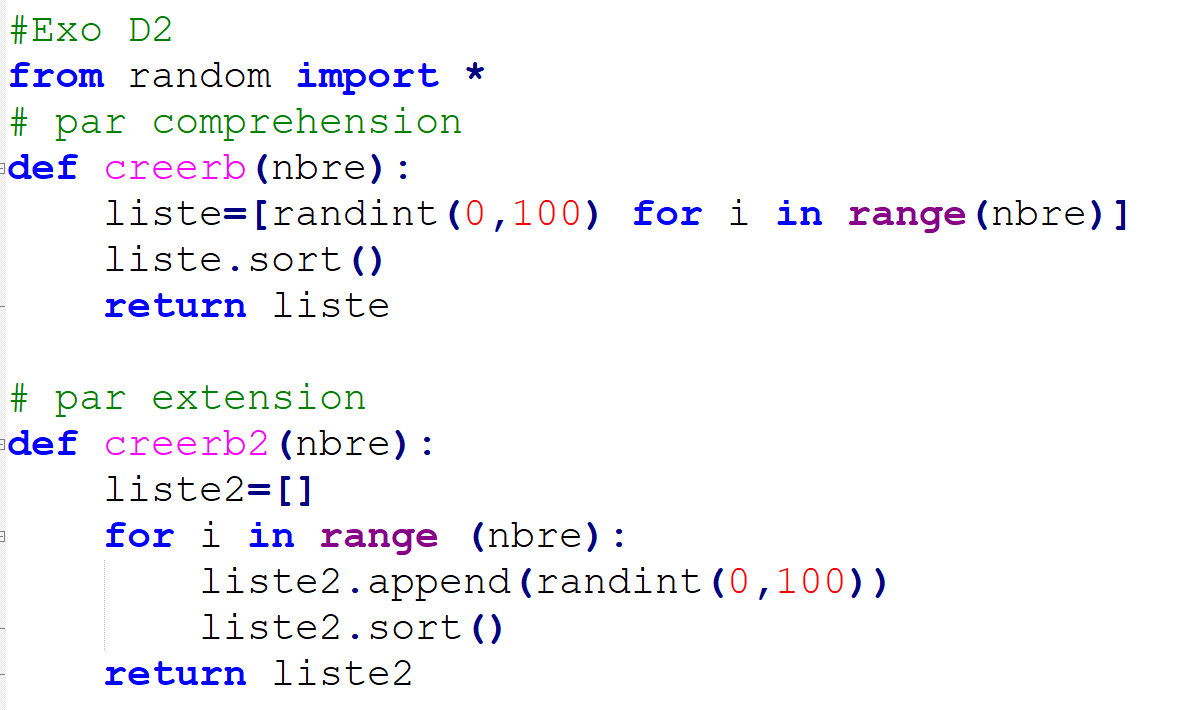 #Exo D2
from random import *
# par comprehension
def creerb(nbre):
    liste=[randint(0,100) for i in range(nbre)]
    liste.sort()
    return liste

# par extension
def creerb2(nbre):
    liste2=[]
    for i in range (nbre):
        liste2.append(randint(0,100))
        liste2.sort()
    return liste2